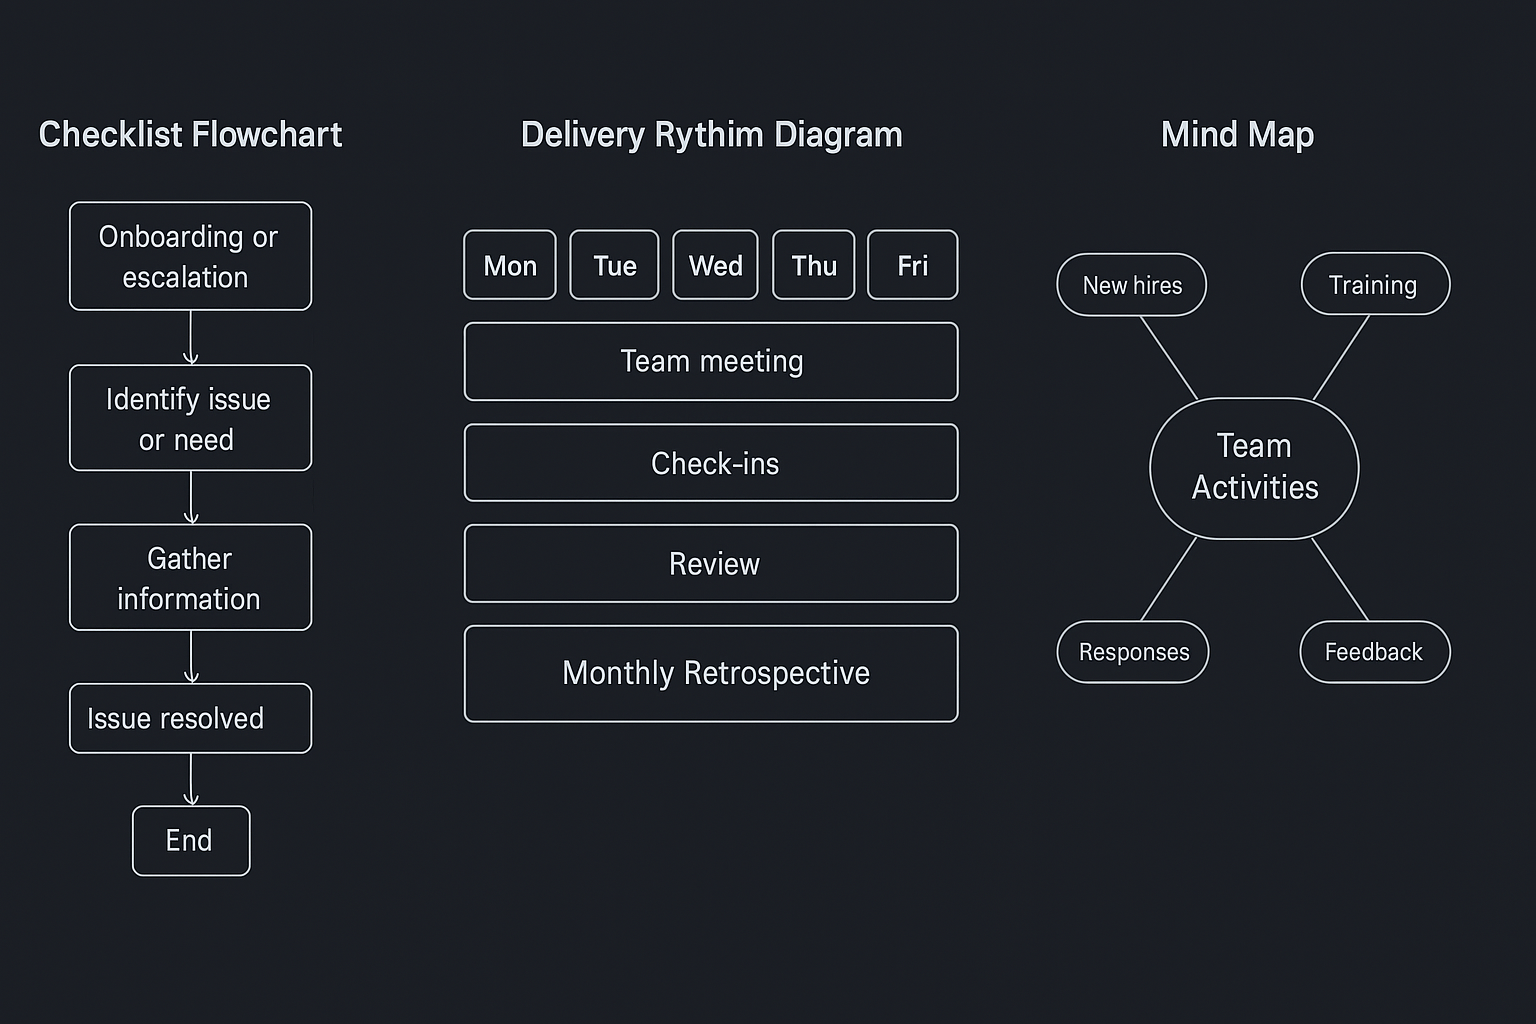 Checklist Flowchart
Onboarding or
escalation
Identify issue
or need
Gather
information
Issue resolved
End
Delivery Rythim Diagram
Mon
Tue
Wed
Thu
Fri
Team meeting
Check-ins
Review
Monthly Retrospective
Mind Map
New hires
Training
Team
Activities
Responses
Feedback